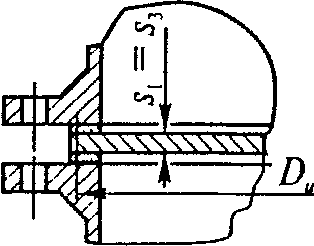 s₁ = s₃
Dᵤ